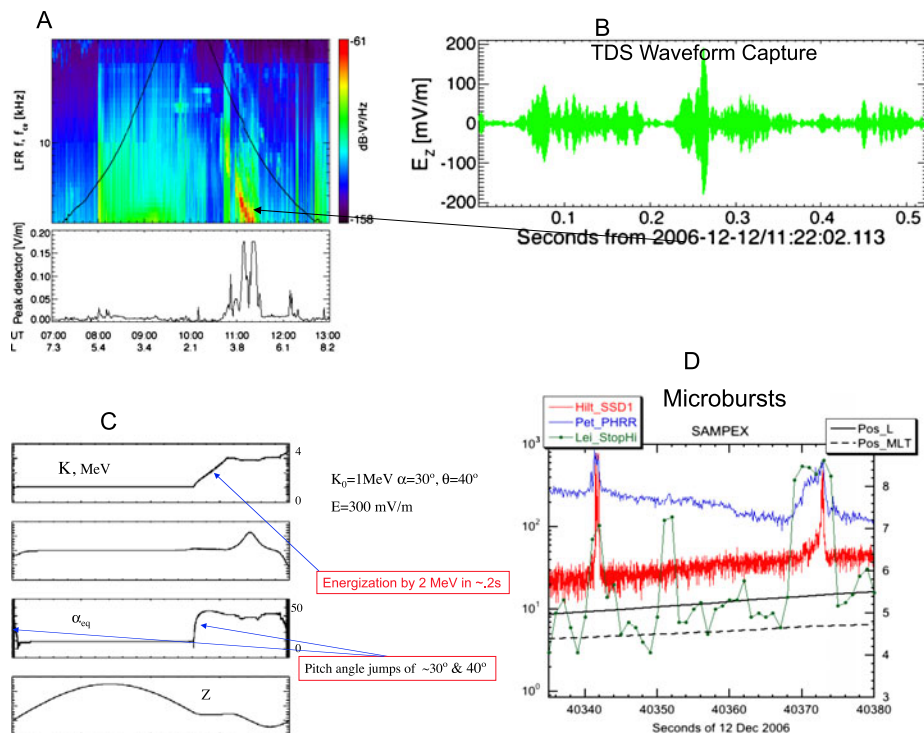 A
-61
LFR f, fce [kHz]
10
dB·V²/Hz
-158
Peak detector [V/m]
0.20
0.15
0.10
0.05
0.00
UT 07:00 08:00 09:00 10:00 11:00 12:00 13:00
L 7.3 5.4 3.4 2.1 3.8 6.1 8.2
B
TDS Waveform Capture
EZ [mV/m]
200
100
0
-100
-200
0.1 0.2 0.3 0.4 0.5
Seconds from 2006-12-12/11:22:02.113
C
K, MeV
4
0
K0=1MeV α=30°, θ=40°
E=300 mV/m
Energization by 2 MeV in ~.2s
αeq
50
0
Pitch angle jumps of ~30° & 40°
Z
D
Microbursts
Hilt_SSD1
Pet_PHRR
Lei_StopHi
SAMPEX
Pos_L
Pos_MLT
10³
10²
10¹
10⁰
8
7
6
5
4
3
40340 40350 40360 40370 40380
Seconds of 12 Dec 2006